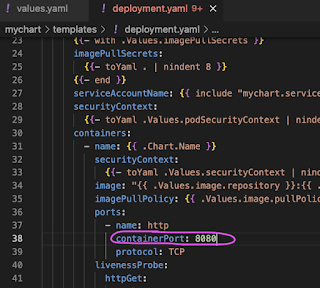 values.yaml
deployment.yaml 9+
mychart > templates > deployment.yaml > ...
23 {{- with .Values.imagePullSecrets }}
24 imagePullSecrets:
25 {{- toYaml . | nindent 8 }}
26 {{- end }}
27 serviceAccountName: {{ include "mychart.service
28 securityContext:
29 {{- toYaml .Values.podSecurityContext | ninden
30 containers:
31 - name: {{ .Chart.Name }}
32 securityContext:
33 {{- toYaml .Values.securityContext | nindent
34 image: "{{ .Values.image.repository }}:{{ .
35 imagePullPolicy: {{ .Values.image.pullPolic
36 ports:
37 - name: http
38 containerPort: 8080
39 protocol: TCP
40 livenessProbe:
41 httpGet: